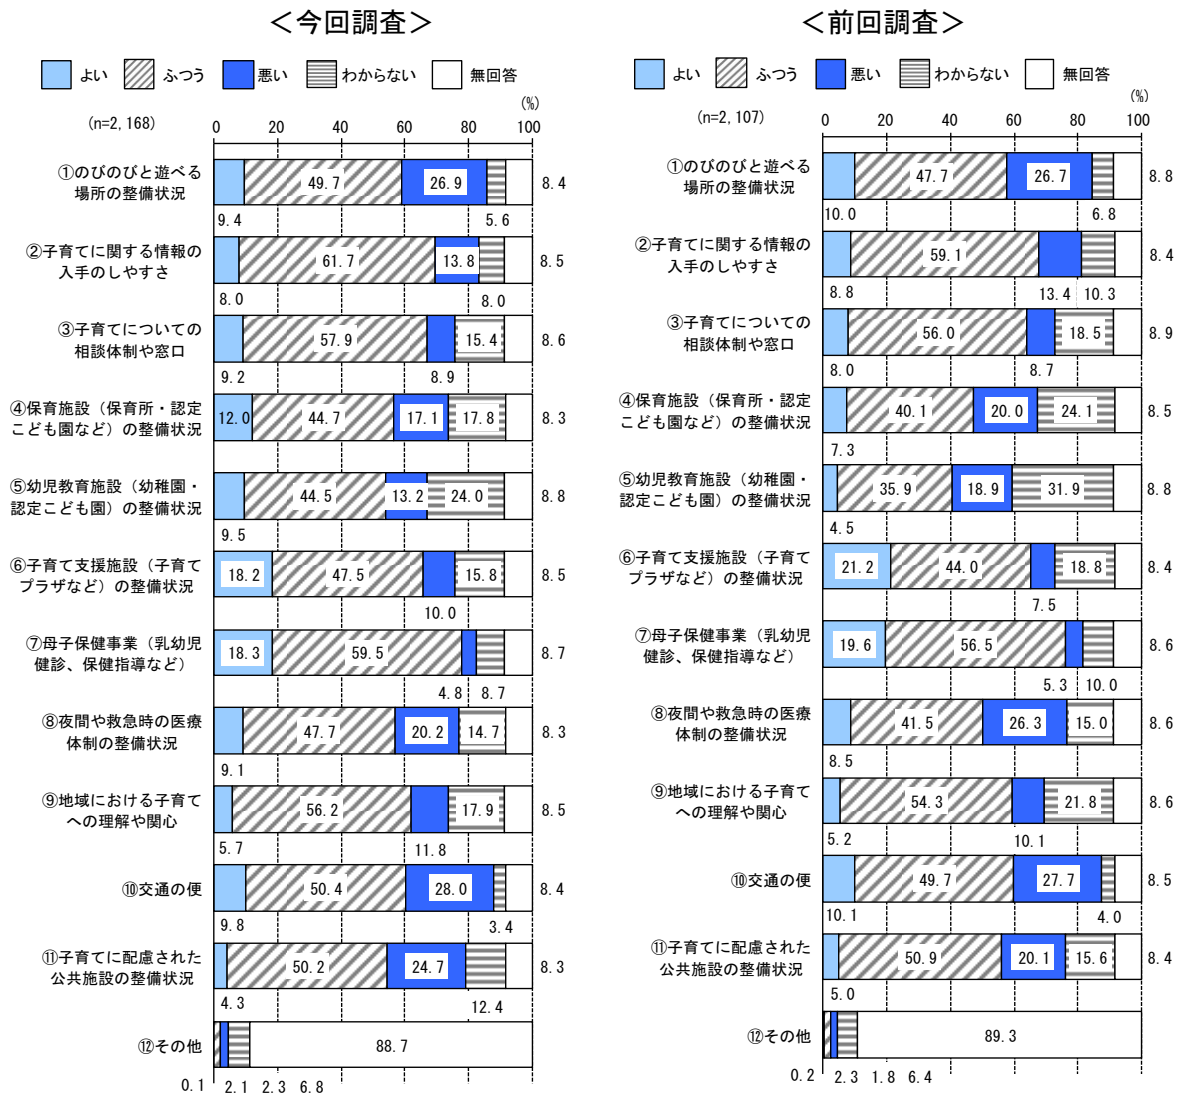 ＜今回調査＞
よい ふつう 悪い わからない 無回答
(%)
(n=2,168)
0 20 40 60 80 100
①のびのびと遊べる
場所の整備状況
49.7 26.9 8.4
9.4 5.6
②子育てに関する情報の
入手のしやすさ
61.7 13.8 8.5
8.0 8.0
③子育てについての
相談体制や窓口
57.9 15.4 8.6
9.2 8.9
④保育施設（保育所・認定
こども園など）の整備状況
12.0 44.7 17.1 17.8 8.3
⑤幼児教育施設（幼稚園・
認定こども園）の整備状況
44.5 13.2 24.0 8.8
9.5
⑥子育て支援施設（子育て
プラザなど）の整備状況
18.2 47.5 15.8 8.5
10.0
⑦母子保健事業（乳幼児
健診、保健指導など）
18.3 59.5 8.7
4.8 8.7
⑧夜間や救急時の医療
体制の整備状況
47.7 20.2 14.7 8.3
9.1
⑨地域における子育て
への理解や関心
56.2 17.9 8.5
5.7 11.8
⑩交通の便
50.4 28.0 8.4
9.8 3.4
⑪子育てに配慮された
公共施設の整備状況
50.2 24.7 8.3
4.3 12.4
⑫その他
88.7
0.1 2.1 2.3 6.8
＜前回調査＞
よい ふつう 悪い わからない 無回答
(%)
(n=2,107)
0 20 40 60 80 100
①のびのびと遊べる
場所の整備状況
47.7 26.7 8.8
10.0 6.8
②子育てに関する情報の
入手のしやすさ
59.1 8.4
8.8 13.4 10.3
③子育てについての
相談体制や窓口
56.0 18.5 8.9
8.0 8.7
④保育施設（保育所・認定
こども園など）の整備状況
40.1 20.0 24.1 8.5
7.3
⑤幼児教育施設（幼稚園・
認定こども園）の整備状況
35.9 18.9 31.9 8.8
4.5
⑥子育て支援施設（子育て
プラザなど）の整備状況
21.2 44.0 18.8 8.4
7.5
⑦母子保健事業（乳幼児
健診、保健指導など）
19.6 56.5 8.6
5.3 10.0
⑧夜間や救急時の医療
体制の整備状況
41.5 26.3 15.0 8.6
8.5
⑨地域における子育て
への理解や関心
54.3 21.8 8.6
5.2 10.1
⑩交通の便
49.7 27.7 8.5
10.1 4.0
⑪子育てに配慮された
公共施設の整備状況
50.9 20.1 15.6 8.4
5.0
⑫その他
89.3
0.2 2.3 1.8 6.4